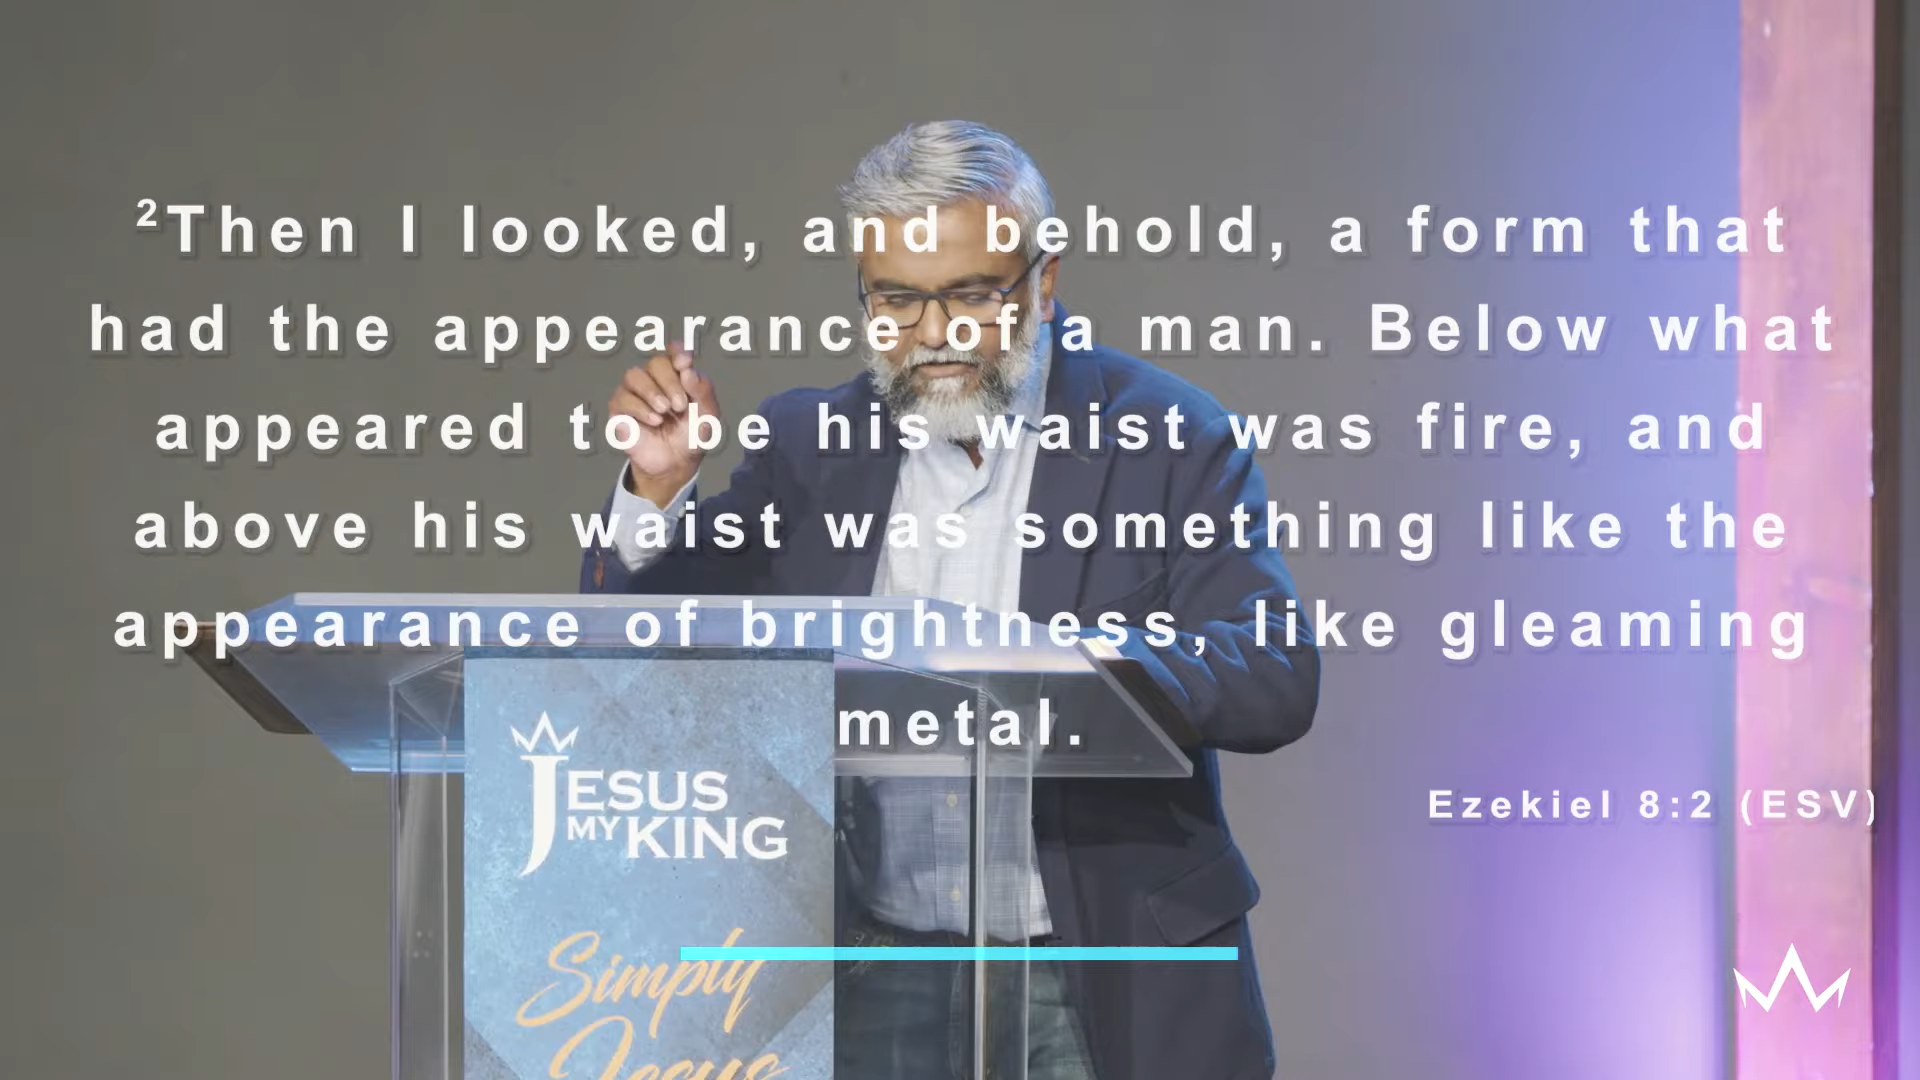 ²Then I looked, and behold, a form that
had the appearance of a man. Below what
appeared to be his waist was fire, and
above his waist was something like the
appearance of brightness, like gleaming
metal.
Ezekiel 8:2 (ESV)
JESUS
MY KING
Simply
Jesus